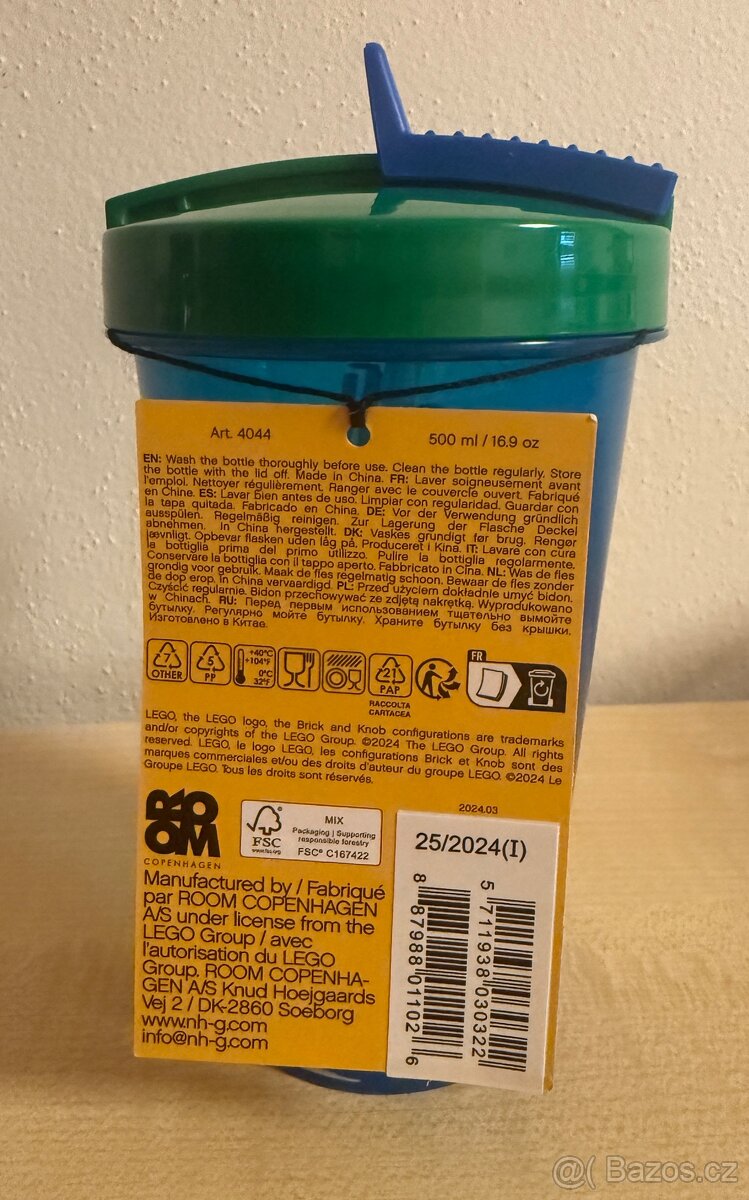 Art. 4044
500 ml / 16.9 oz
EN: Wash the bottle thoroughly before use. Clean the bottle regularly. Store
the bottle with the lid off. Made in China. FR: Laver soigneusement avant
l'emploi. Nettoyer régulièrement. Ranger avec le couvercle ouvert. Fabriqué
en Chine. ES: Lavar bien antes de uso. Limpiar con regularidad. Guardar con
la tapa quitada. Fabricado en China. DE: Vor der Verwendung gründlich
ausspülen. Regelmäßig reinigen. Zur Lagerung der Flasche Deckel
abnehmen. In China hergestellt. DK: Vaskes grundigt før brug. Rengør
jævnligt. Opbevar flasken uden låg på. Produceret i Kina. IT: Lavare con cura
la bottiglia prima del primo utilizzo. Pulire la bottiglia regolarmente.
Conservare la bottiglia con il tappo aperto. Fabbricato in Cina. NL: Was de fles
grondig voor gebruik. Maak de fles regelmatig schoon. Bewaar de fles zonder
de dop erop. In China vervaardigd. PL: Przed użyciem dokładnie umyć bidon.
Czyścić regularnie. Bidon przechowywać ze zdjętą nakrętką. Wyprodukowano
w Chinach. RU: Перед первым использованием тщательно вымойте
бутылку. Регулярно мойте бутылку. Храните бутылку без крышки.
Изготовлено в Китае.
7
OTHER
5
PP
+40°C
+104°F
0°C
32°F
21
PAP
RACCOLTA
CARTACEA
FR
LEGO, the LEGO logo, the Brick and Knob configurations are trademarks
and/or copyrights of the LEGO Group. ©2024 The LEGO Group. All rights
reserved. LEGO, le logo LEGO, les configurations Brick et Knob sont des
marques commerciales et/ou des droits d'auteur du groupe LEGO. ©2024 Le
Groupe LEGO. Tous les droits sont réservés.
2024.03
ROOM
COPENHAGEN
FSC
www.fsc.org
MIX
Packaging | Supporting
responsible forestry
FSC® C167422
Manufactured by / Fabriqué
par ROOM COPENHAGEN
A/S under license from the
LEGO Group / avec
l'autorisation du LEGO
Group. ROOM COPENHA-
GEN A/S Knud Hoejgaards
Vej 2 / DK-2860 Soeborg
www.nh-g.com
info@nh-g.com
25/2024(I)
5 711938 030322
8 87988 01102 6
@( Bazos.cz